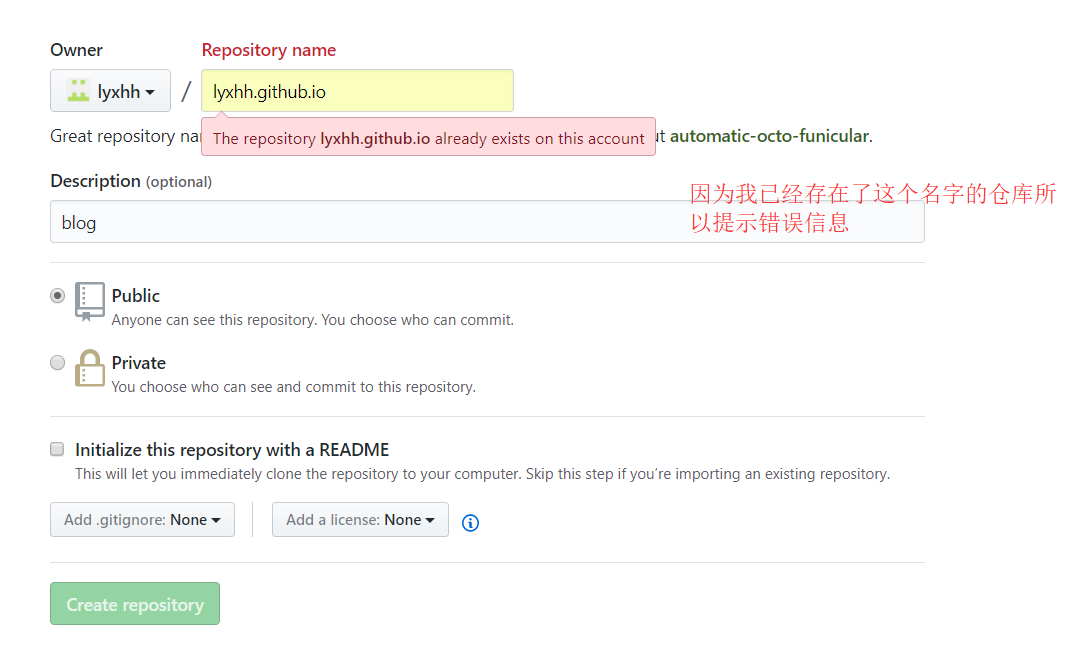 Owner
Repository name
lyxhh
/
lyxhh.github.io
Great repository na
The repository lyxhh.github.io already exists on this account
ut automatic-octo-funicular.
Description (optional)
因为我已经存在了这个名字的仓库所
以提示错误信息
blog
Public
Anyone can see this repository. You choose who can commit.
Private
You choose who can see and commit to this repository.
Initialize this repository with a README
This will let you immediately clone the repository to your computer. Skip this step if you’re importing an existing repository.
Add .gitignore: None
Add a license: None
Create repository